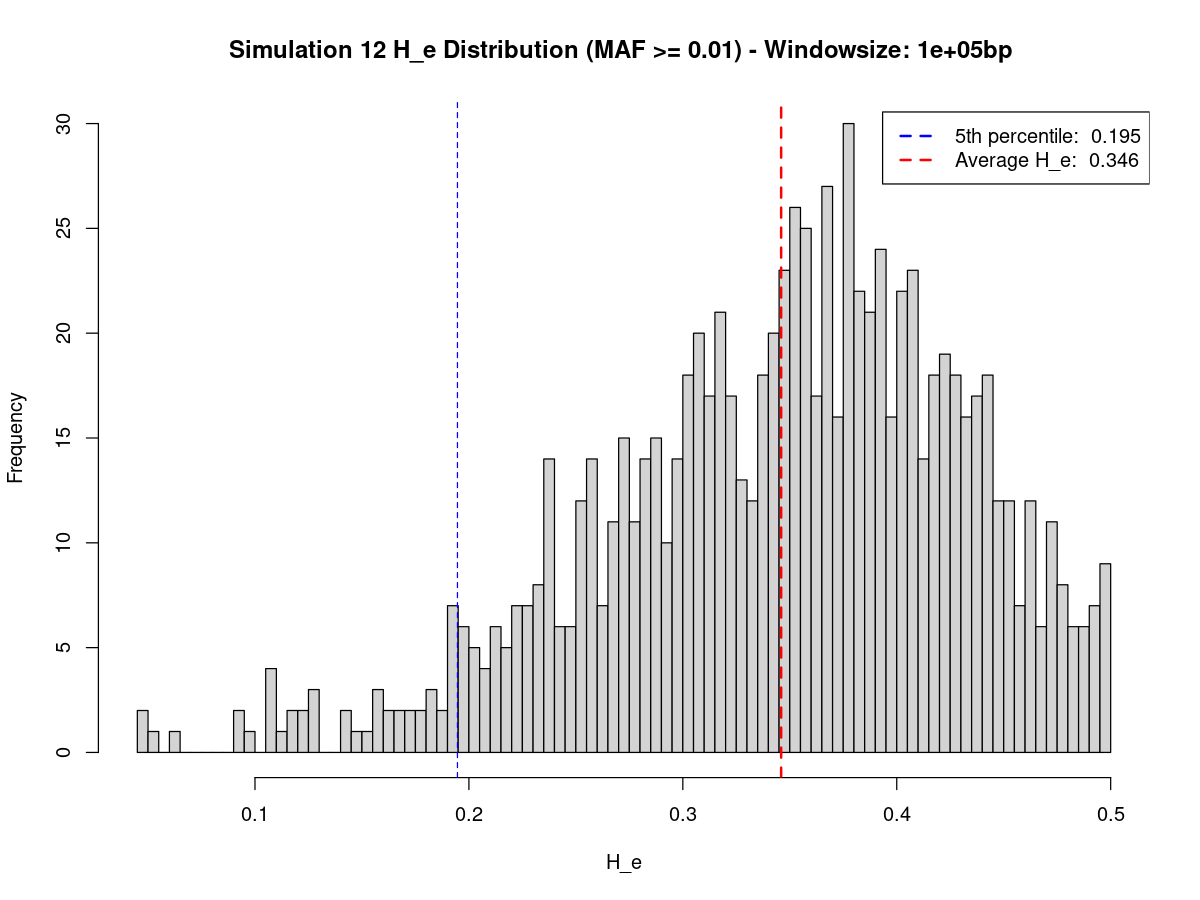 Simulation 12 H_e Distribution (MAF >= 0.01) - Windowsize: 1e+05bp
5th percentile:  0.195
Average H_e:  0.346
Frequency
30
25
20
15
10
5
0
0.1 0.2 0.3 0.4 0.5
H_e